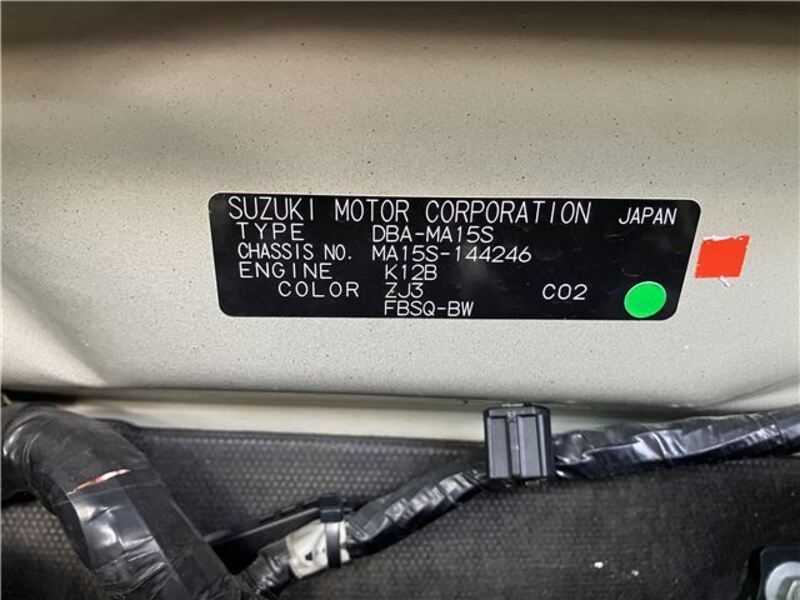 SUZUKI MOTOR CORPORATION JAPAN
TYPE DBA-MA15S
CHASSIS NO. MA15S-144246
ENGINE K12B
COLOR ZJ3 C02
FBSQ-BW